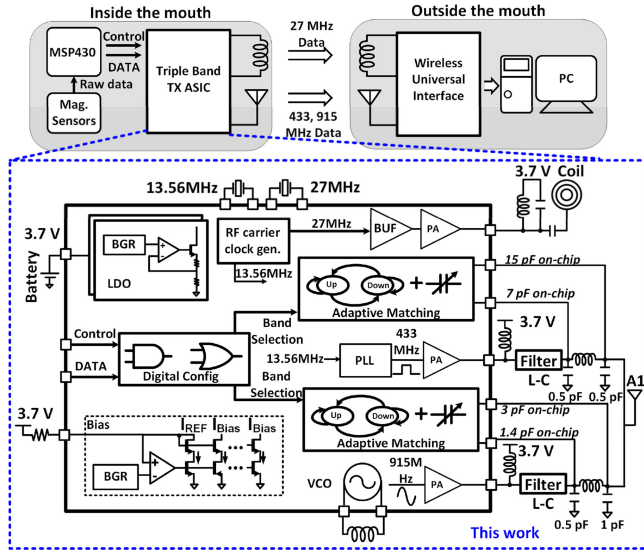 Inside the mouth
Outside the mouth
MSP430
Control
DATA
Raw data
Mag.
Sensors
Triple Band
TX ASIC
27 MHz
Data
433, 915
MHz Data
Wireless
Universal
Interface
PC
13.56MHz
27MHz
3.7 V
Coil
3.7 V
Battery
BGR
LDO
RF carrier
clock gen.
27MHz
13.56MHz
BUF
PA
Up
Down
+
Adaptive Matching
15 pF on-chip
7 pF on-chip
3.7 V
Control
DATA
Digital Config
Band
Selection
13.56MHz
Band
Selection
PLL
433
MHz
PA
Filter
L-C
0.5 pF
0.5 pF
A1
3.7 V
Bias
BGR
IREF
IBias
IBias
Up
Down
+
Adaptive Matching
3 pF on-chip
1.4 pF on-chip
3.7 V
VCO
915M
Hz
PA
Filter
L-C
0.5 pF
1 pF
This work